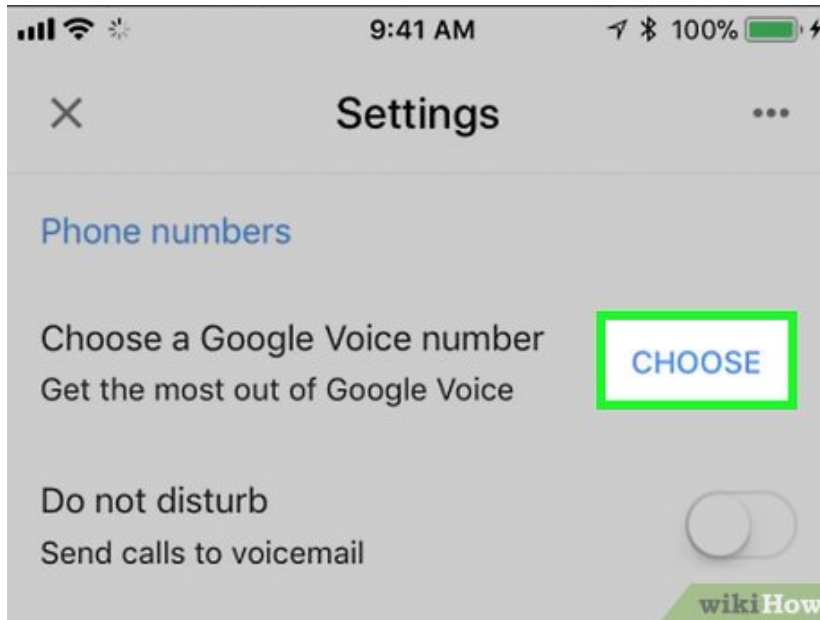 9:41 AM 100%
Settings
Phone numbers
Choose a Google Voice number
Get the most out of Google Voice
CHOOSE
Do not disturb
Send calls to voicemail
wikiHow